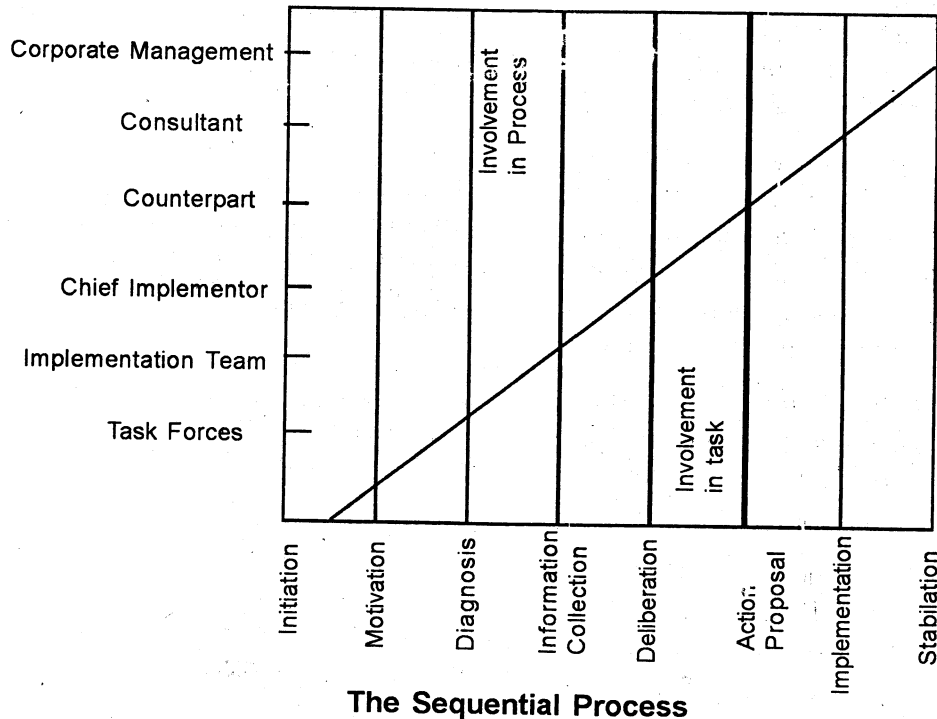 Corporate Management
Consultant
Counterpart
Chief Implementor
Implementation Team
Task Forces
Involvement
in Process
Involvement
in task
Initiation
Motivation
Diagnosis
Information
Collection
Deliberation
Action
Proposal
Implementation
Stabilation
The Sequential Process